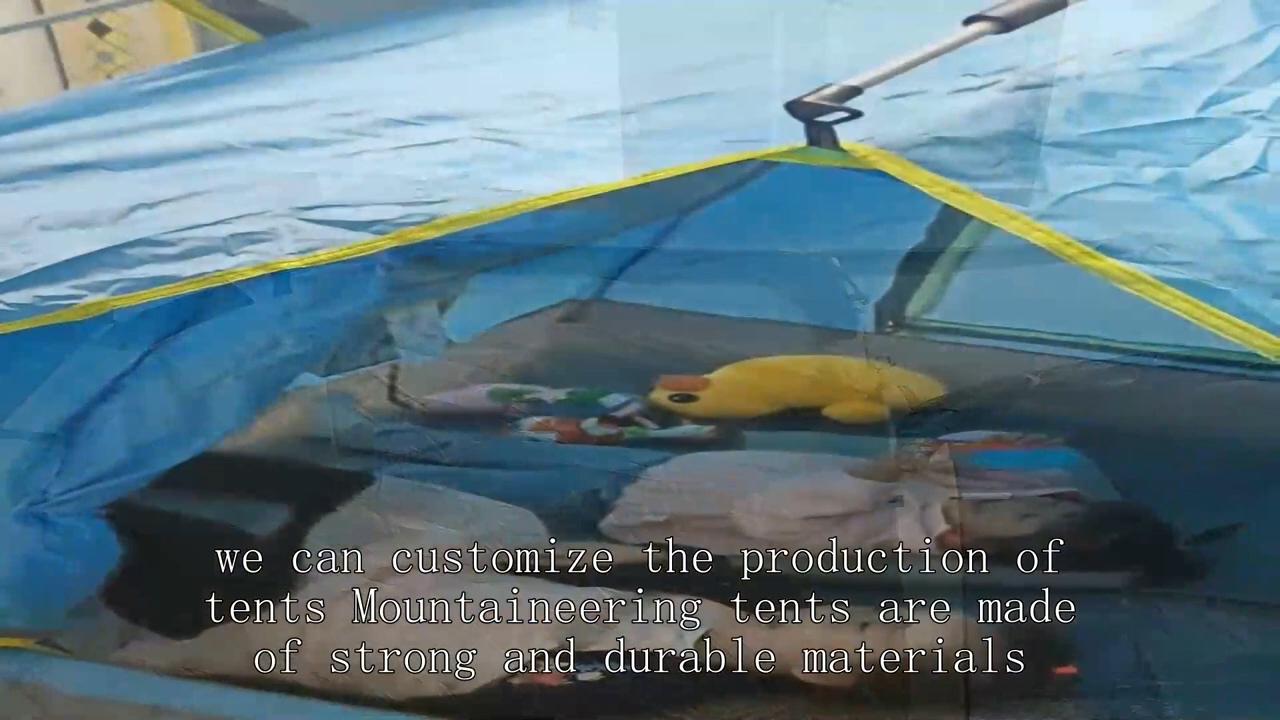 we can customize the production of
tents Mountaineering tents are made
of strong and durable materials